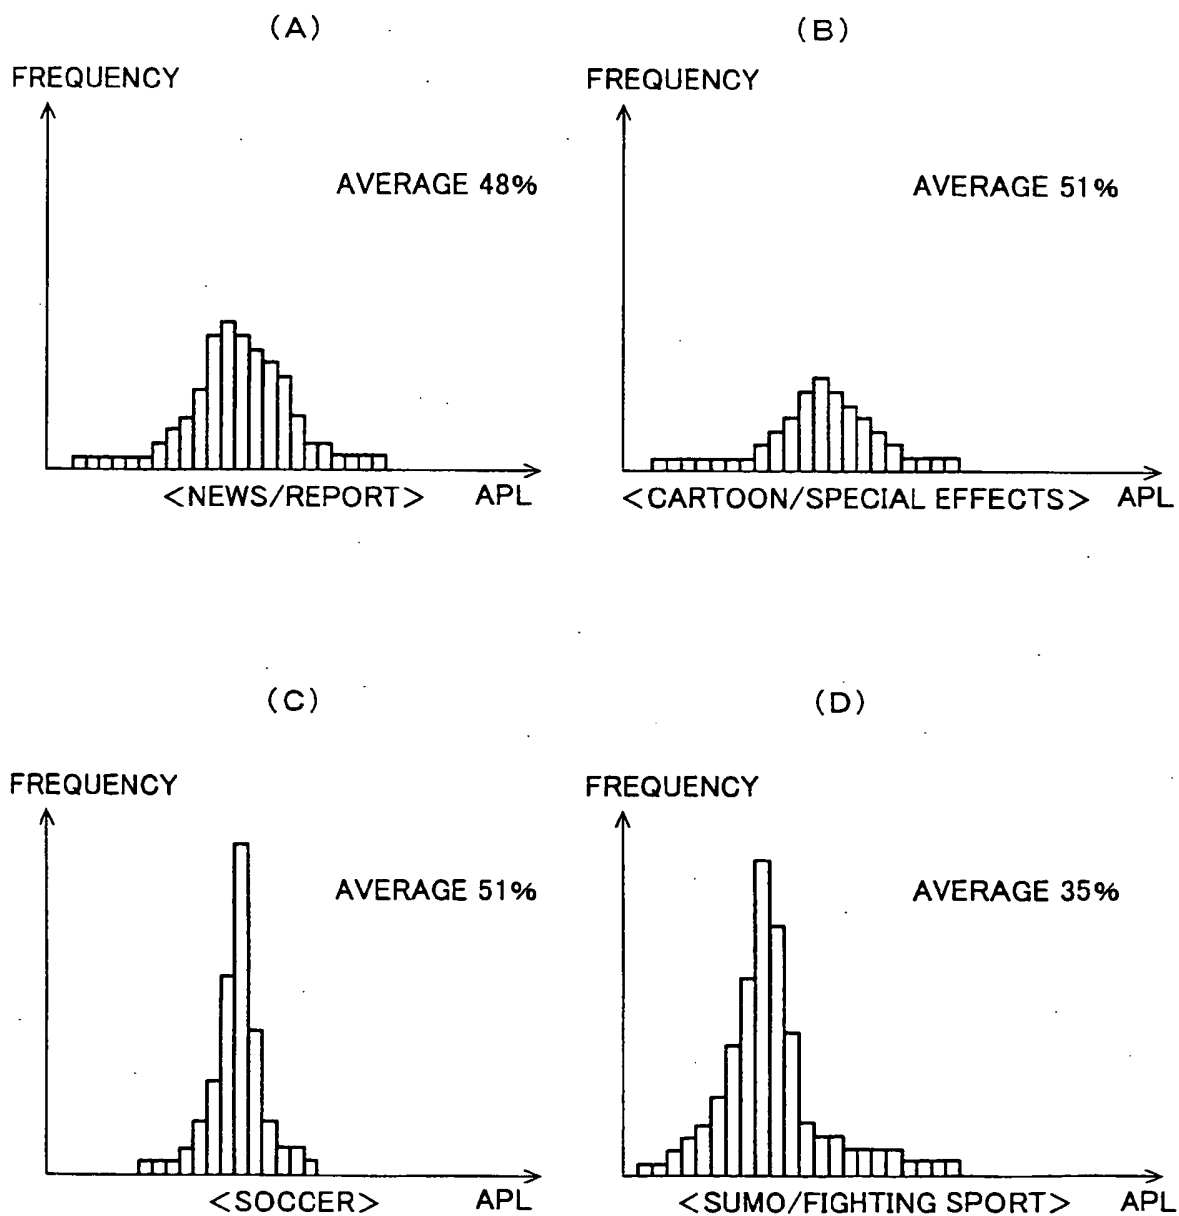 (A)
FREQUENCY
AVERAGE 48%
<NEWS/REPORT> APL
(B)
FREQUENCY
AVERAGE 51%
<CARTOON/SPECIAL EFFECTS> APL
(C)
FREQUENCY
AVERAGE 51%
<SOCCER> APL
(D)
FREQUENCY
AVERAGE 35%
<SUMO/FIGHTING SPORT> APL